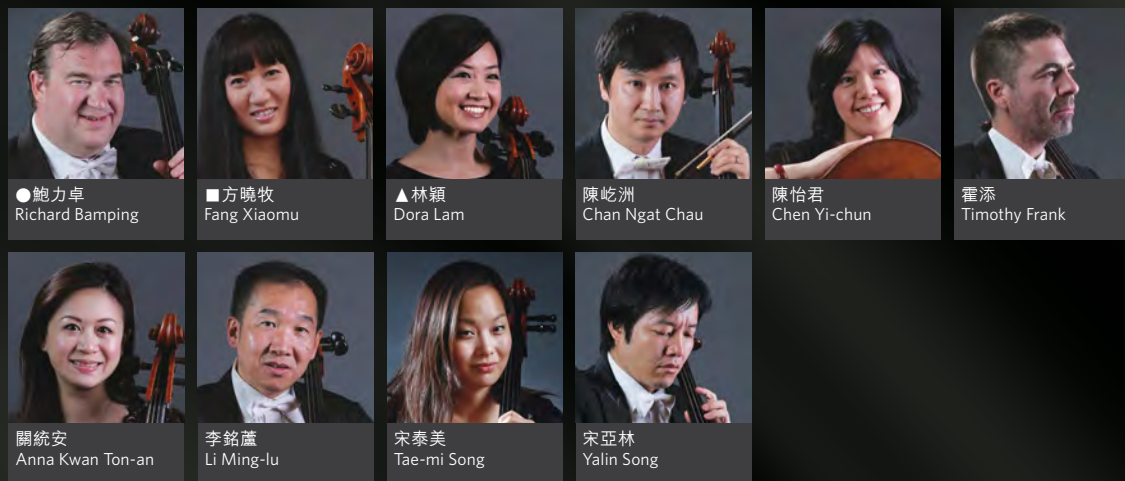 ●鮑力卓
Richard Bamping
■方曉牧
Fang Xiaomu
▲林穎
Dora Lam
陳屹洲
Chan Ngat Chau
陳怡君
Chen Yi-chun
霍添
Timothy Frank
關統安
Anna Kwan Ton-an
李銘蘆
Li Ming-lu
宋泰美
Tae-mi Song
宋亞林
Yalin Song